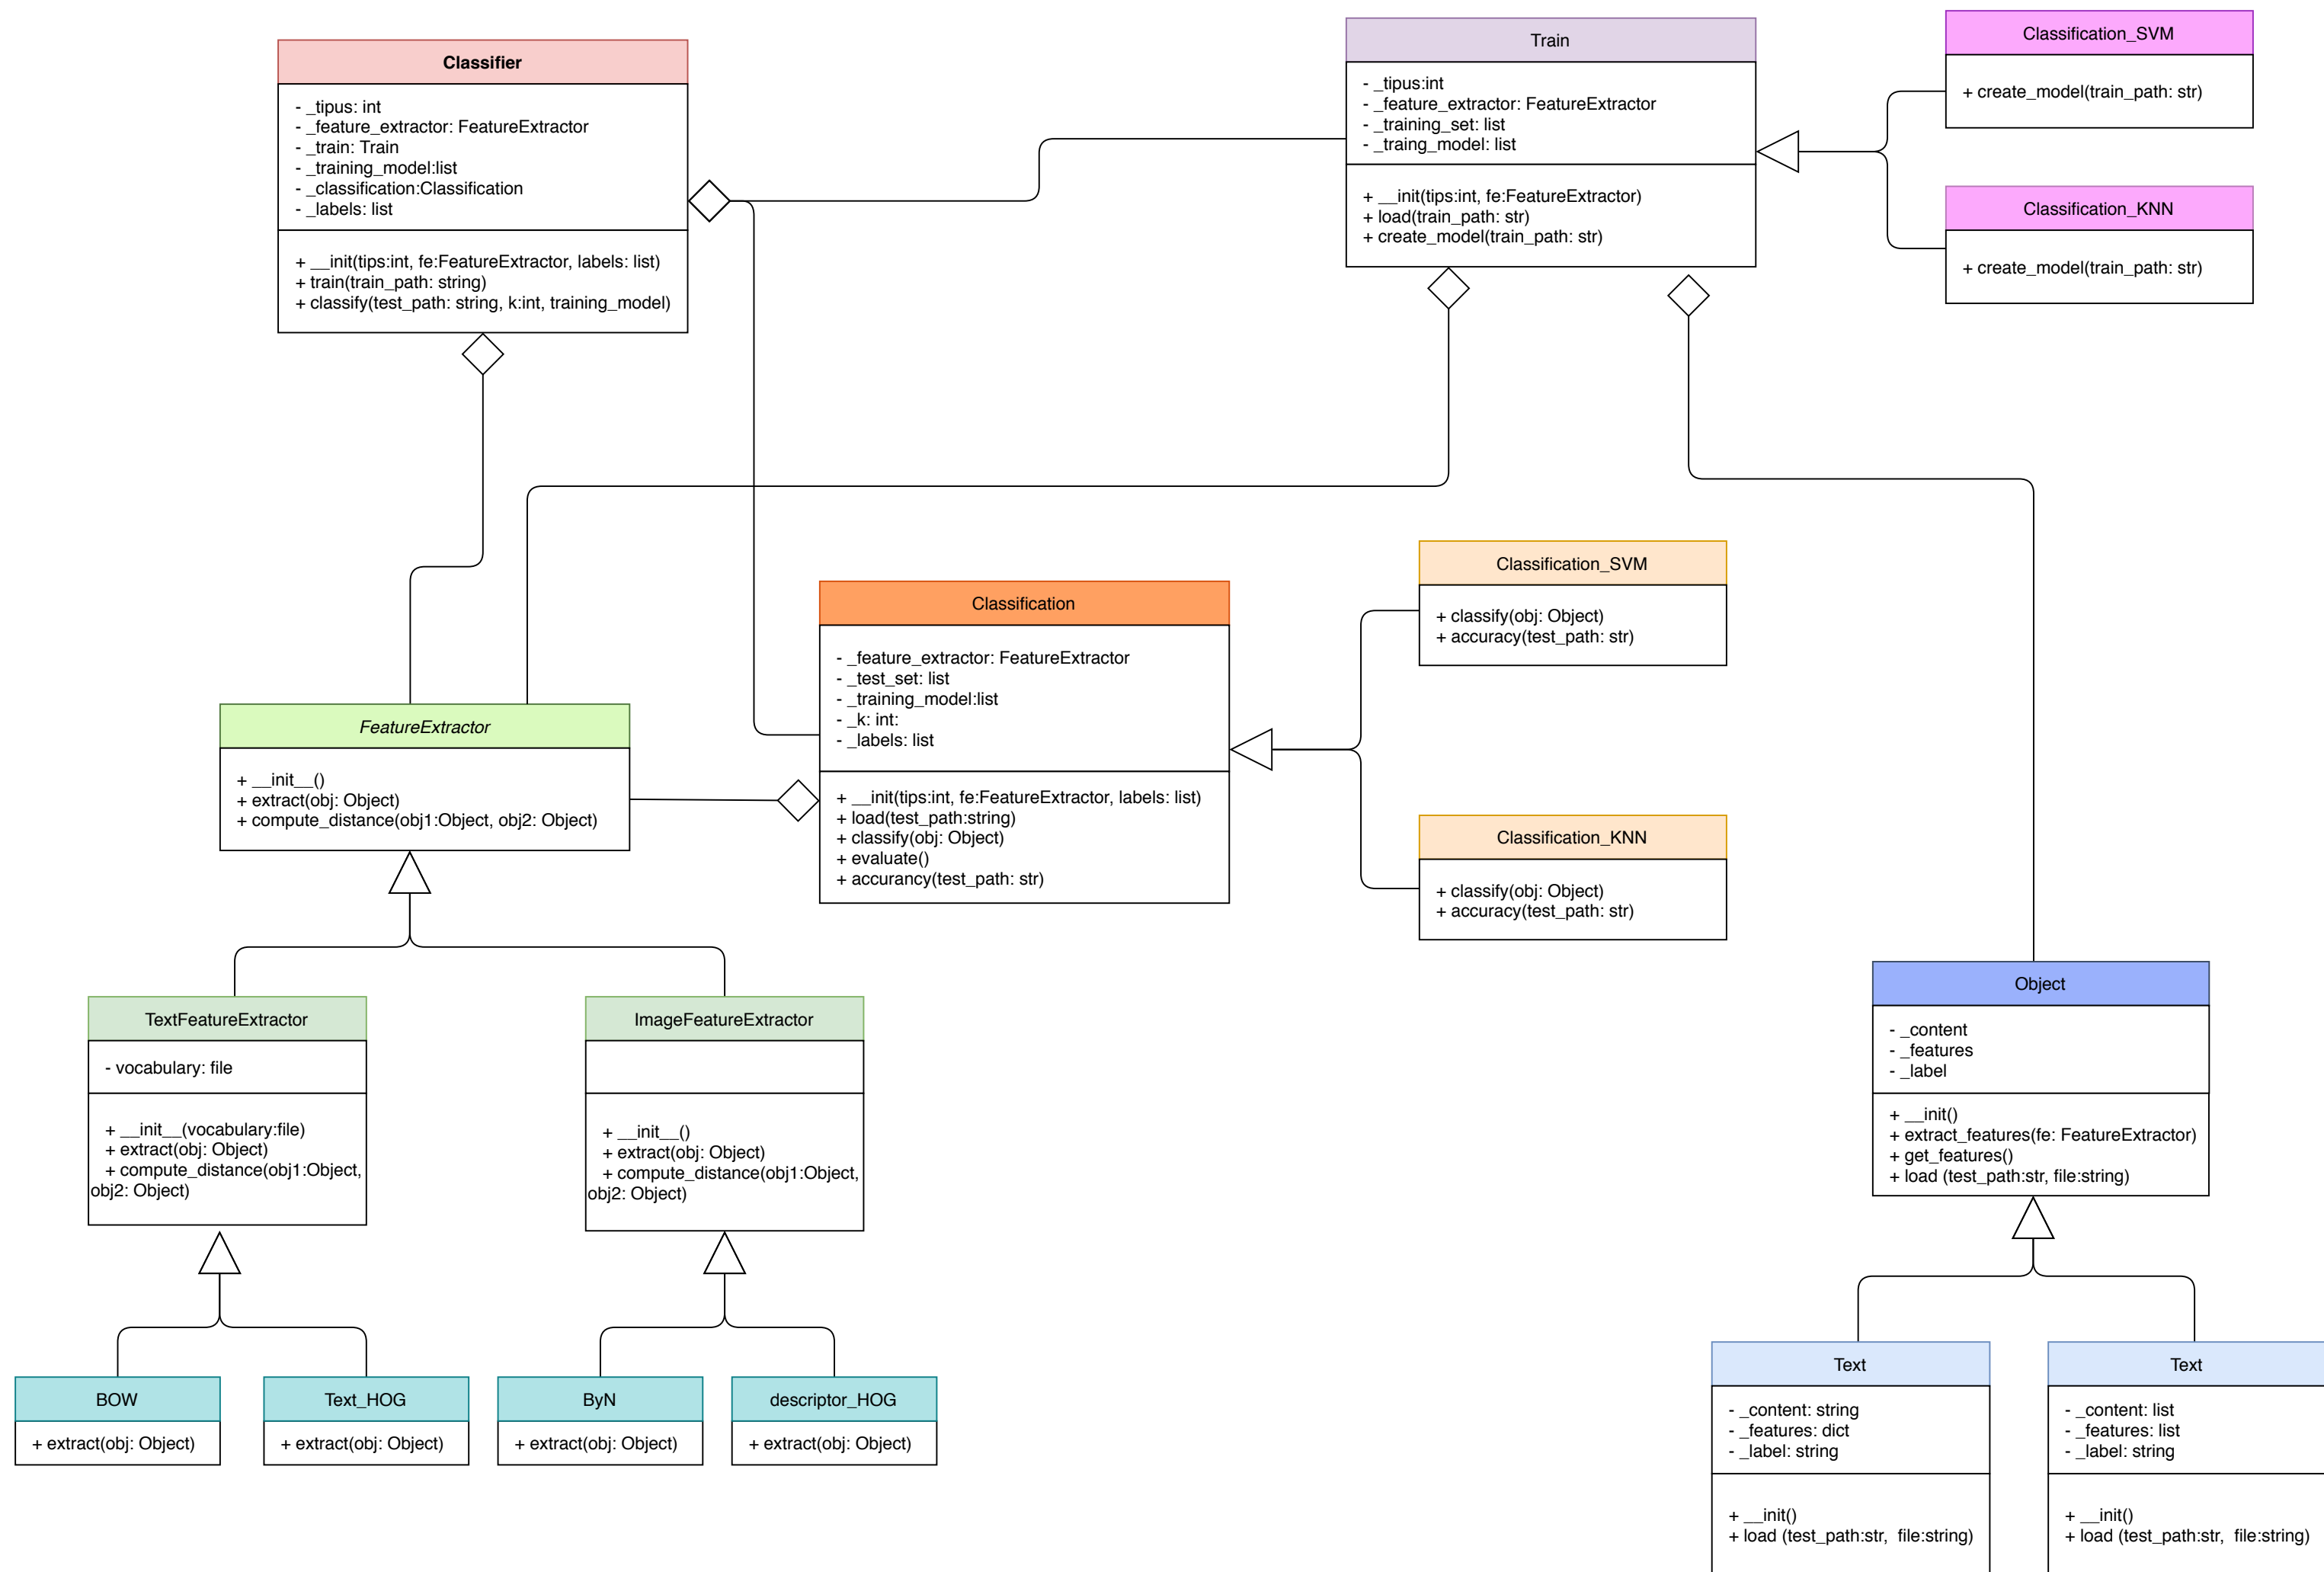 Classifier
- _tipus: int
- _feature_extractor: FeatureExtractor
- _train: Train
- _training_model:list
- _classification:Classification
- _labels: list
+ __init(tips:int, fe:FeatureExtractor, labels: list)
+ train(train_path: string)
+ classify(test_path: string, k:int, training_model)
Train
- _tipus:int
- _feature_extractor: FeatureExtractor
- _training_set: list
- _traing_model: list
+ __init(tips:int, fe:FeatureExtractor)
+ load(train_path: str)
+ create_model(train_path: str)
Classification_SVM
+ create_model(train_path: str)
Classification_KNN
+ create_model(train_path: str)
Classification
- _feature_extractor: FeatureExtractor
- _test_set: list
- _training_model:list
- _k: int:
- _labels: list
+ __init(tips:int, fe:FeatureExtractor, labels: list)
+ load(test_path:string)
+ classify(obj: Object)
+ evaluate()
+ accurancy(test_path: str)
Classification_SVM
+ classify(obj: Object)
+ accuracy(test_path: str)
Classification_KNN
+ classify(obj: Object)
+ accuracy(test_path: str)
FeatureExtractor
+ __init__()
+ extract(obj: Object)
+ compute_distance(obj1:Object, obj2: Object)
TextFeatureExtractor
- vocabulary: file
+ __init__(vocabulary:file)
+ extract(obj: Object)
+ compute_distance(obj1:Object,
obj2: Object)
ImageFeatureExtractor
+ __init__()
+ extract(obj: Object)
+ compute_distance(obj1:Object,
obj2: Object)
Object
- _content
- _features
- _label
+ __init()
+ extract_features(fe: FeatureExtractor)
+ get_features()
+ load (test_path:str, file:string)
BOW
+ extract(obj: Object)
Text_HOG
+ extract(obj: Object)
ByN
+ extract(obj: Object)
descriptor_HOG
+ extract(obj: Object)
Text
- _content: string
- _features: dict
- _label: string
+ __init()
+ load (test_path:str,  file:string)
Text
- _content: list
- _features: list
- _label: string
+ __init()
+ load (test_path:str,  file:string)